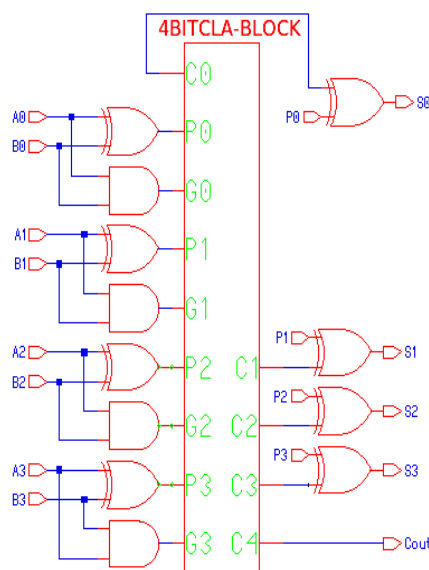 4BITCLA-BLOCK
C0
P0 S0
A0
B0 P0
G0
A1
B1 P1
G1
A2 P1 S1
B2 P2 C1
P2 S2
G2 C2
A3 P3 S3
B3 P3 C3
G3 C4 Cout